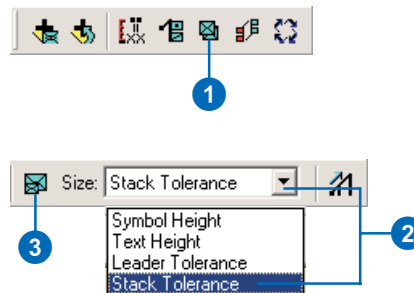 1
Size: Stack Tolerance
3
Symbol Height
Text Height
Leader Tolerance
Stack Tolerance
2